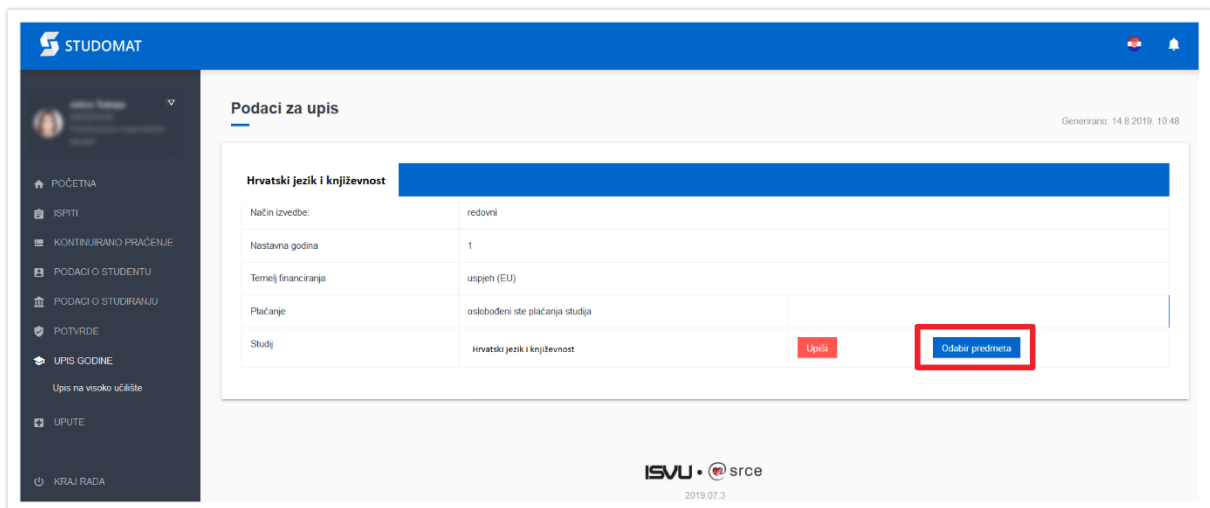 STUDOMAT
Podaci za upis
Generirano: 14.8.2019. 10:48
POČETNA
ISPITI
KONTINUIRANO PRAĆENJE
PODACI O STUDENTU
PODACI O STUDIRANJU
POTVRDE
UPIS GODINE
Upis na visoko učilište
UPUTE
KRAJ RADA
Hrvatski jezik i književnost
Način izvedbe: redovni
Nastavna godina 1
Temelj financiranja uspjeh (EU)
Plaćanje oslobođeni ste plaćanja studija
Studij Hrvatski jezik i književnost Upiši Odabir predmeta
ISVU • srce
2019.07.3